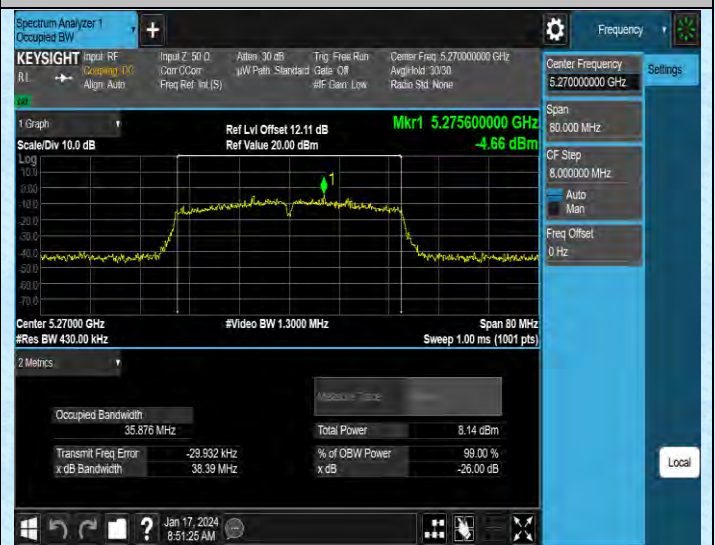 Spectrum Analyzer 1
Occupied BW
+
Frequency
KEYSIGHT
RL
Input: RF
Coupling: DC
Align: Auto
Input Z: 50 Ω
Corr CCorr
Freq Ref: Int (S)
Atten: 30 dB
µW Path: Standard
Trig: Free Run
Gate: Off
#IF Gain: Low
Center Freq: 5.270000000 GHz
Avg|Hold: 30/30
Radio Std: None
Center Frequency
5.270000000 GHz
Settings
Span
80.000 MHz
CF Step
8.000000 MHz
Auto
Man
Freq Offset
0 Hz
1 Graph
Scale/Div 10.0 dB
Ref Lvl Offset 12.11 dB
Ref Value 20.00 dBm
Mkr1 5.275600000 GHz
-4.66 dBm
Log
10.0
0.00
-10.0
-20.0
-30.0
-40.0
-50.0
-60.0
-70.0
1
Center 5.27000 GHz
#Res BW 430.00 kHz
#Video BW 1.3000 MHz
Span 80 MHz
Sweep 1.00 ms (1001 pts)
2 Metrics
Measure Trace
Occupied Bandwidth
35.876 MHz
Total Power 8.14 dBm
Transmit Freq Error -29.932 kHz
% of OBW Power 99.00 %
x dB Bandwidth 38.39 MHz
x dB -26.00 dB
Local
?
Jan 17, 2024
8:51:25 AM